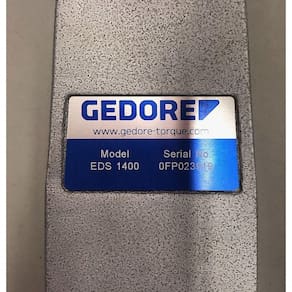 GEDORE
www.gedore-torque.com
Model Serial No
EDS 1400